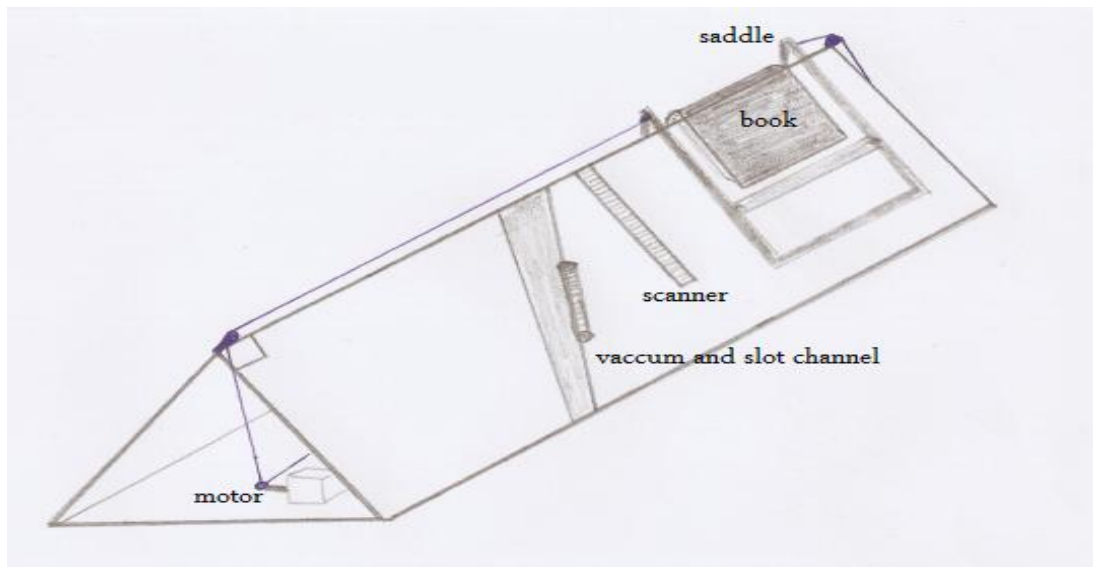 saddle
book
scanner
vaccum and slot channel
motor